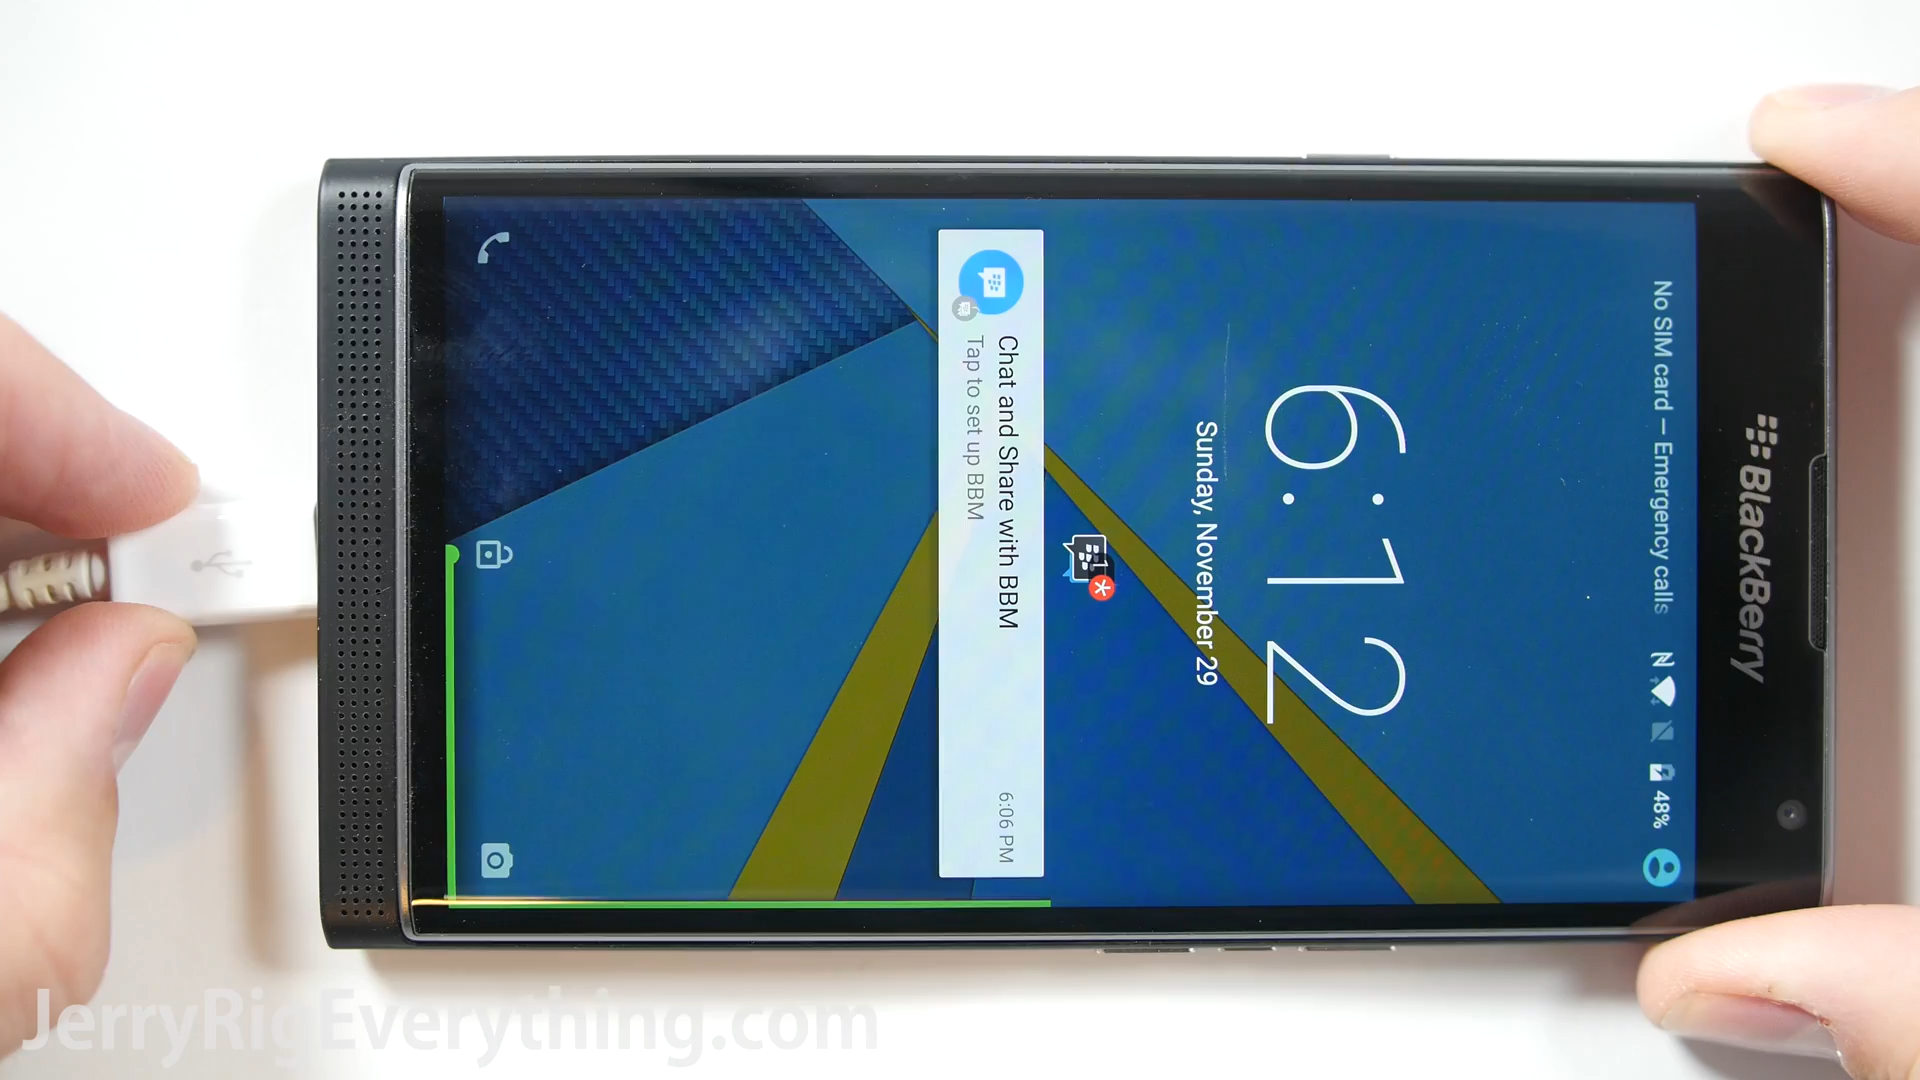 BlackBerry
No SIM card — Emergency calls
48%
6:12
Sunday, November 29
Chat and Share with BBM
6:06 PM
Tap to set up BBM
JerryRigEverything.com